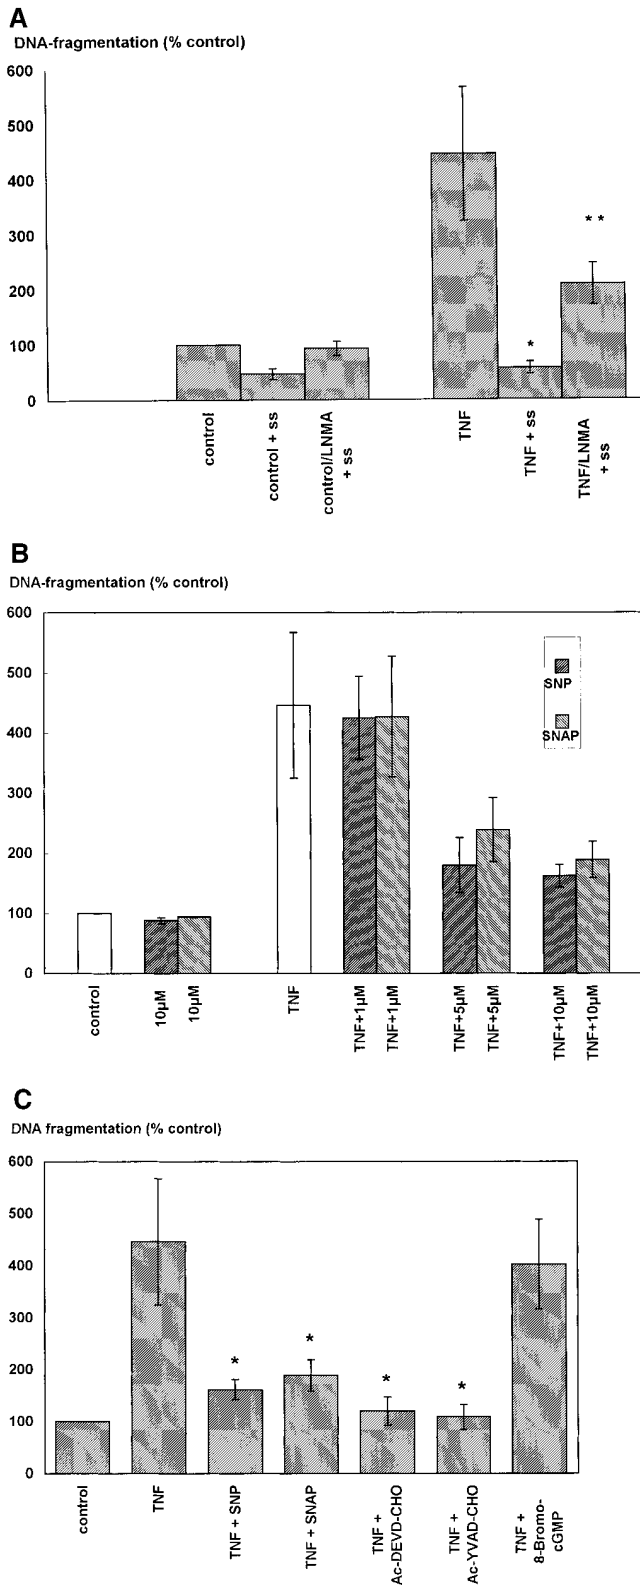 A
DNA-fragmentation (% control)
600
500
400
300
200
100
0
* *
*
control
control + ss
control/LNMA
+ ss
TNF
TNF + ss
TNF/LNMA
+ ss
B
DNA-fragmentation (% control)
600
500
400
300
200
100
0
SNP
SNAP
control
10µM
10µM
TNF
TNF+1µM
TNF+1µM
TNF+5µM
TNF+5µM
TNF+10µM
TNF+10µM
C
DNA fragmentation (% control)
600
500
400
300
200
100
0
*
*
*
*
control
TNF
TNF + SNP
TNF + SNAP
TNF +
Ac-DEVD-CHO
TNF +
Ac-YVAD-CHO
TNF +
8-Bromo-
cGMP